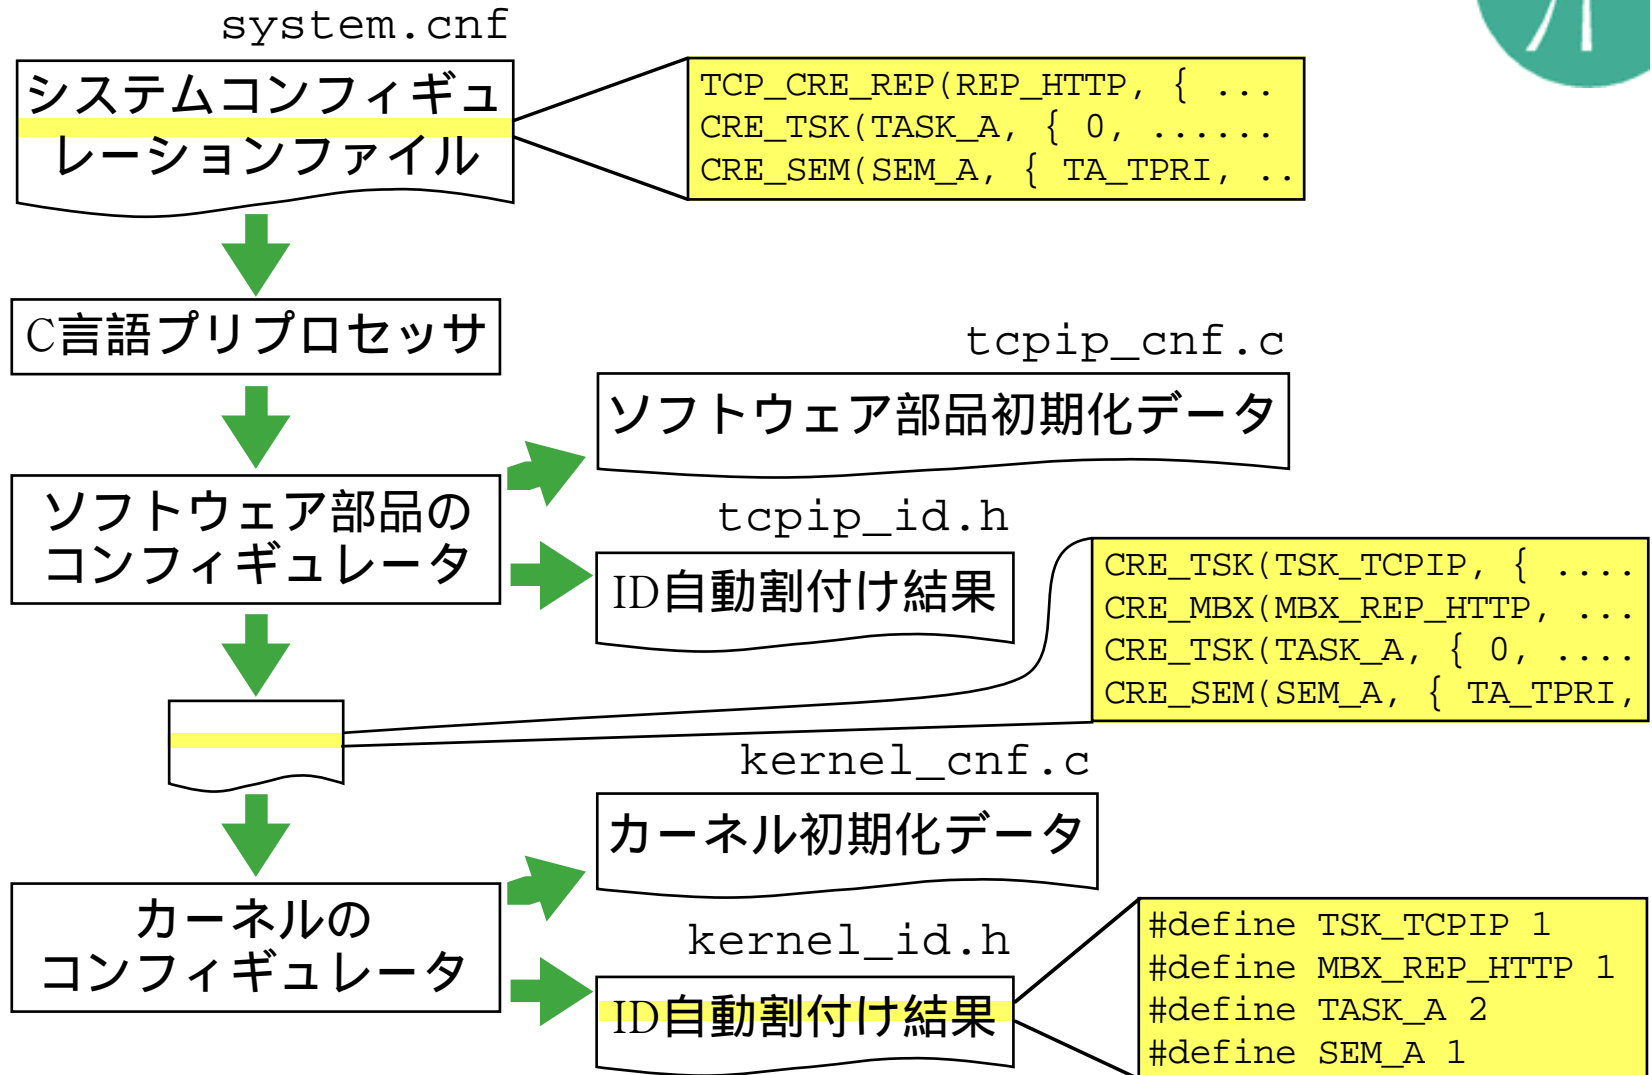 system.cnf
システムコンフィギュ
レーションファイル
TCP_CRE_REP(REP_HTTP, { ...
CRE_TSK(TASK_A, { 0, ......
CRE_SEM(SEM_A, { TA_TPRI, ..
C言語プリプロセッサ
tcpip_cnf.c
ソフトウェア部品初期化データ
ソフトウェア部品の
コンフィギュレータ
tcpip_id.h
ID自動割付け結果
CRE_TSK(TSK_TCPIP, { ....
CRE_MBX(MBX_REP_HTTP, ...
CRE_TSK(TASK_A, { 0, ....
CRE_SEM(SEM_A, { TA_TPRI,
kernel_cnf.c
カーネル初期化データ
カーネルの
コンフィギュレータ
kernel_id.h
ID自動割付け結果
#define TSK_TCPIP 1
#define MBX_REP_HTTP 1
#define TASK_A 2
#define SEM_A 1